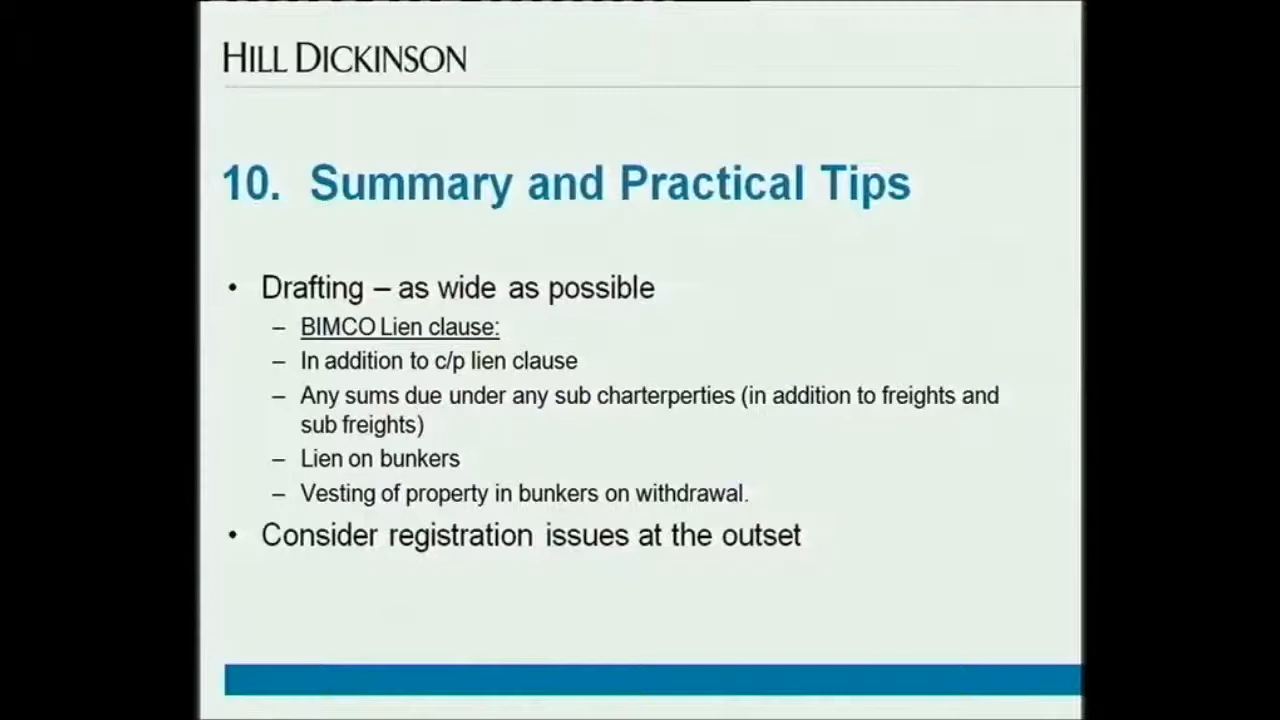 HILL DICKINSON
10. Summary and Practical Tips
• Drafting – as wide as possible
– BIMCO Lien clause:
– In addition to c/p lien clause
– Any sums due under any sub charterperties (in addition to freights and
sub freights)
– Lien on bunkers
– Vesting of property in bunkers on withdrawal.
• Consider registration issues at the outset